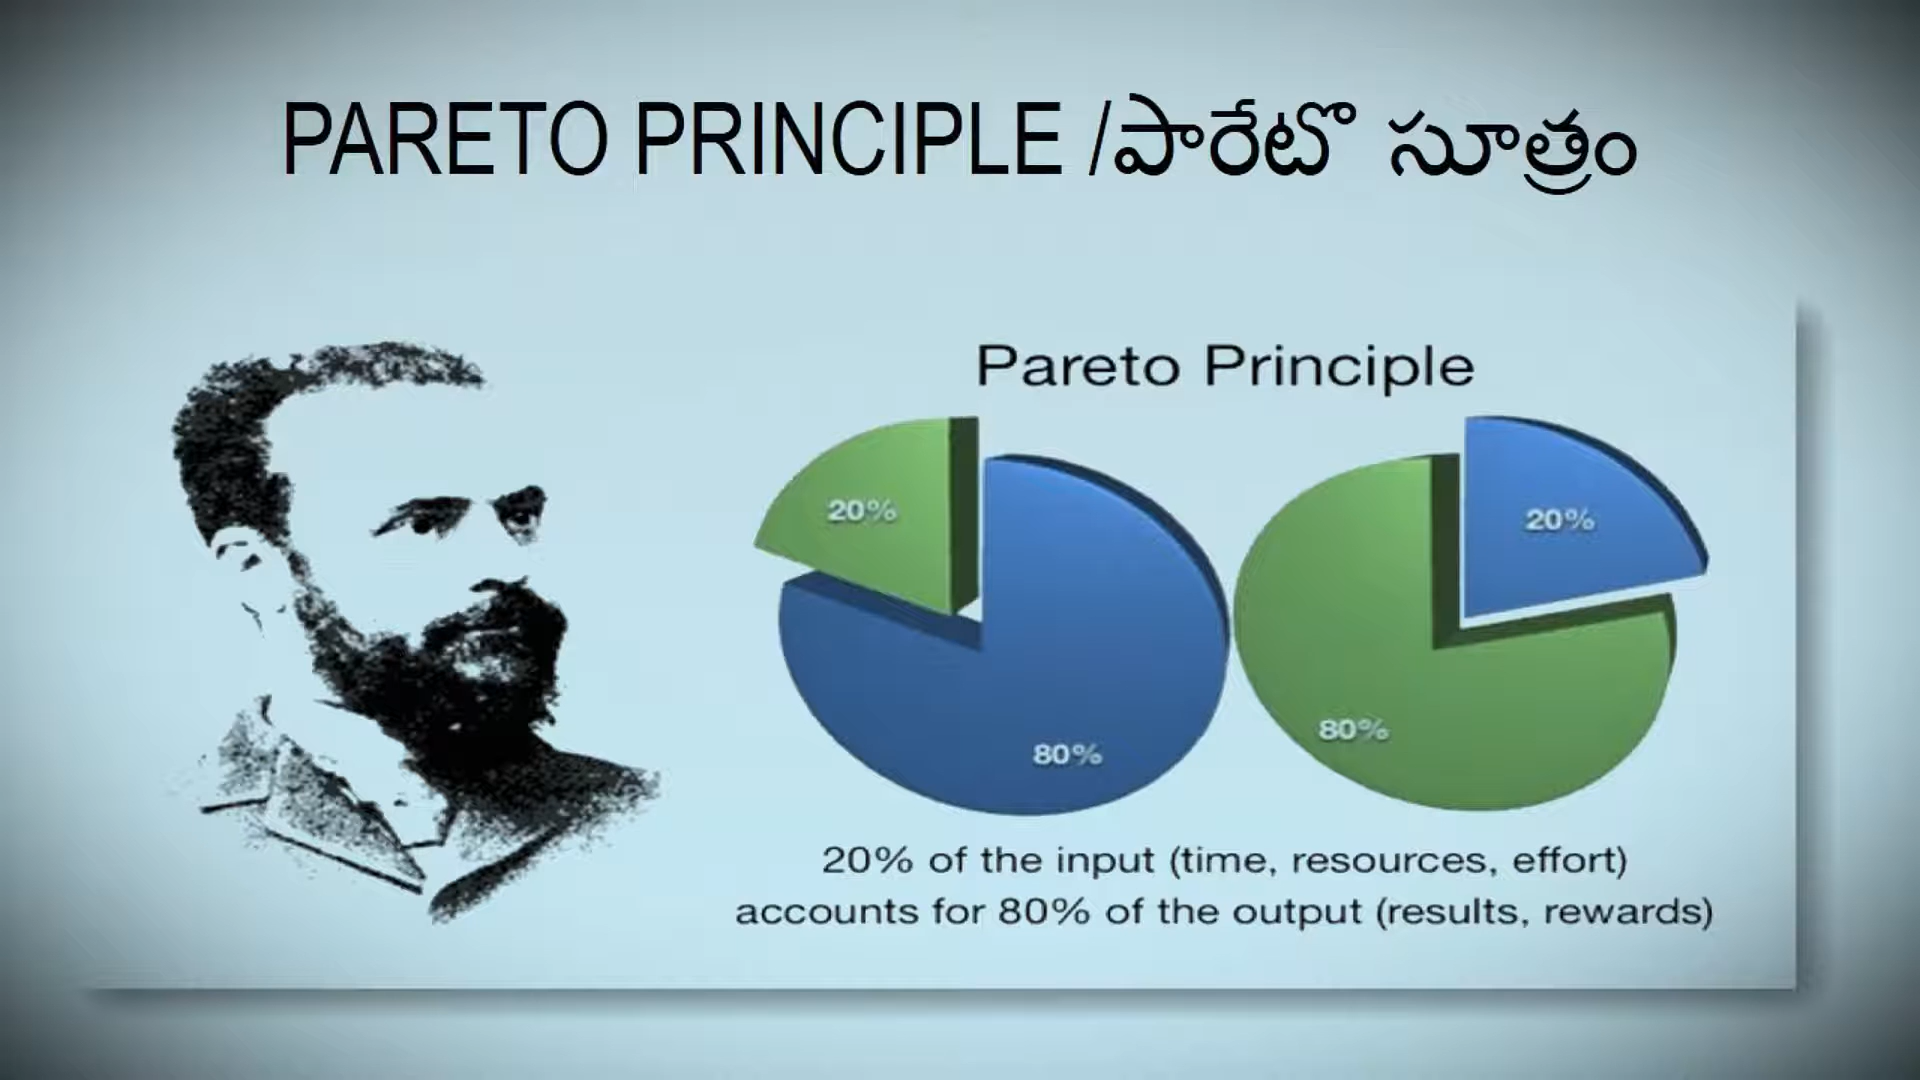 PARETO PRINCIPLE /పారేటొ సూత్రం
Pareto Principle
20%
80%
20%
80%
20% of the input (time, resources, effort)
accounts for 80% of the output (results, rewards)